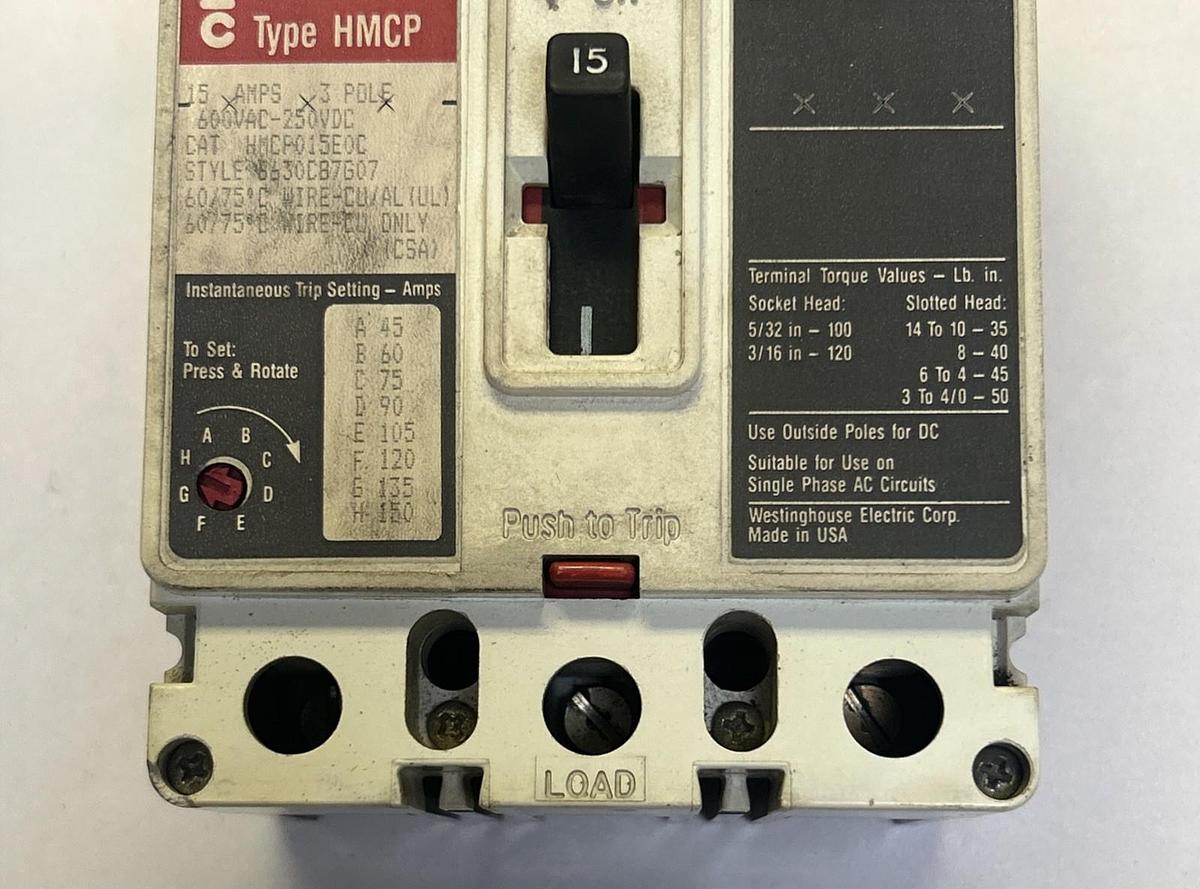 C Type HMCP
15 AMPS 3 POLE
600VAC-250VDC
CAT HMCP015E0C
STYLE 6630C87G07
60/75°C WIRE-CU/AL(UL)
60/75°C WIRE-CU ONLY
(CSA)
Instantaneous Trip Setting – Amps
To Set:
Press & Rotate
A B C D E F G H
A 45
B 60
C 75
D 90
E 105
F 120
G 135
H 150
15
Push to Trip
LOAD
Terminal Torque Values – Lb. in.
Socket Head: Slotted Head:
5/32 in – 100 14 To 10 – 35
3/16 in – 120 8 – 40
6 To 4 – 45
3 To 4/0 – 50
Use Outside Poles for DC
Suitable for Use on
Single Phase AC Circuits
Westinghouse Electric Corp.
Made in USA